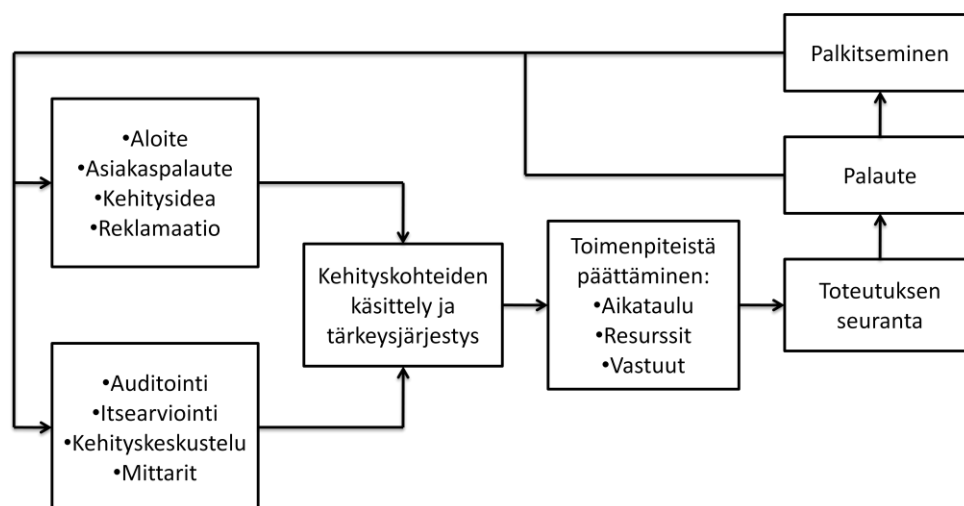 Palkitseminen
•Aloite
•Asiakaspalaute
•Kehitysidea
•Reklamaatio
Palaute
Kehityskohteiden
käsittely ja
tärkeysjärjestys
Toimenpiteistä
päättäminen:
•Aikataulu
•Resurssit
•Vastuut
Toteutuksen
seuranta
•Auditointi
•Itsearviointi
•Kehityskeskustelu
•Mittarit